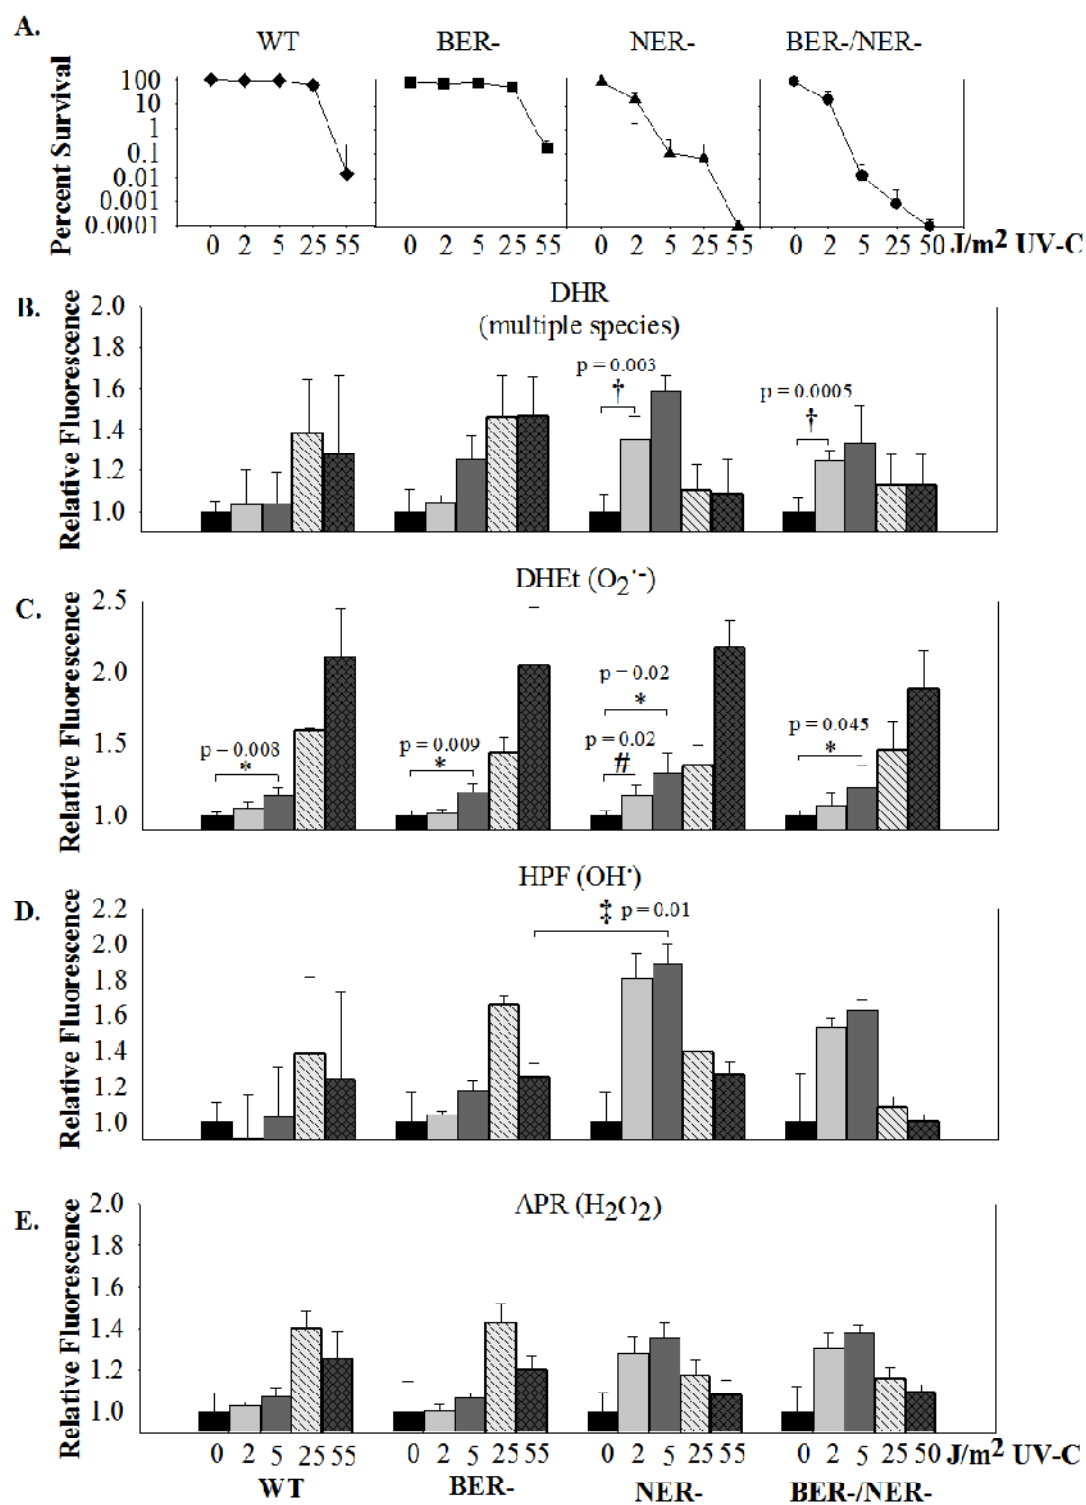 A.
WT BER- NER- BER-/NER-
Percent Survival
100
10
1
0.1
0.01
0.001
0.0001
0 2 5 25 55 0 2 5 25 55 0 2 5 25 55 0 2 5 25 50 J/m2 UV-C
B.
DHR
(multiple species)
Relative Fluorescence
2.0
1.8
1.6
1.4
1.2
1.0
p = 0.003
†
p = 0.0005
†
C.
DHEt (O2·-)
Relative Fluorescence
2.5
2.0
1.5
1.0
p = 0.008
*
p = 0.009
*
p = 0.02
*
p = 0.02
#
p = 0.045
*
D.
HPF (OH·)
Relative Fluorescence
2.2
2.0
1.8
1.6
1.4
1.2
1.0
‡ p = 0.01
E.
APR (H2O2)
Relative Fluorescence
2.0
1.8
1.6
1.4
1.2
1.0
0 2 5 25 55 0 2 5 25 55 0 2 5 25 55 0 2 5 25 50 J/m2 UV-C
WT BER- NER- BER-/NER-